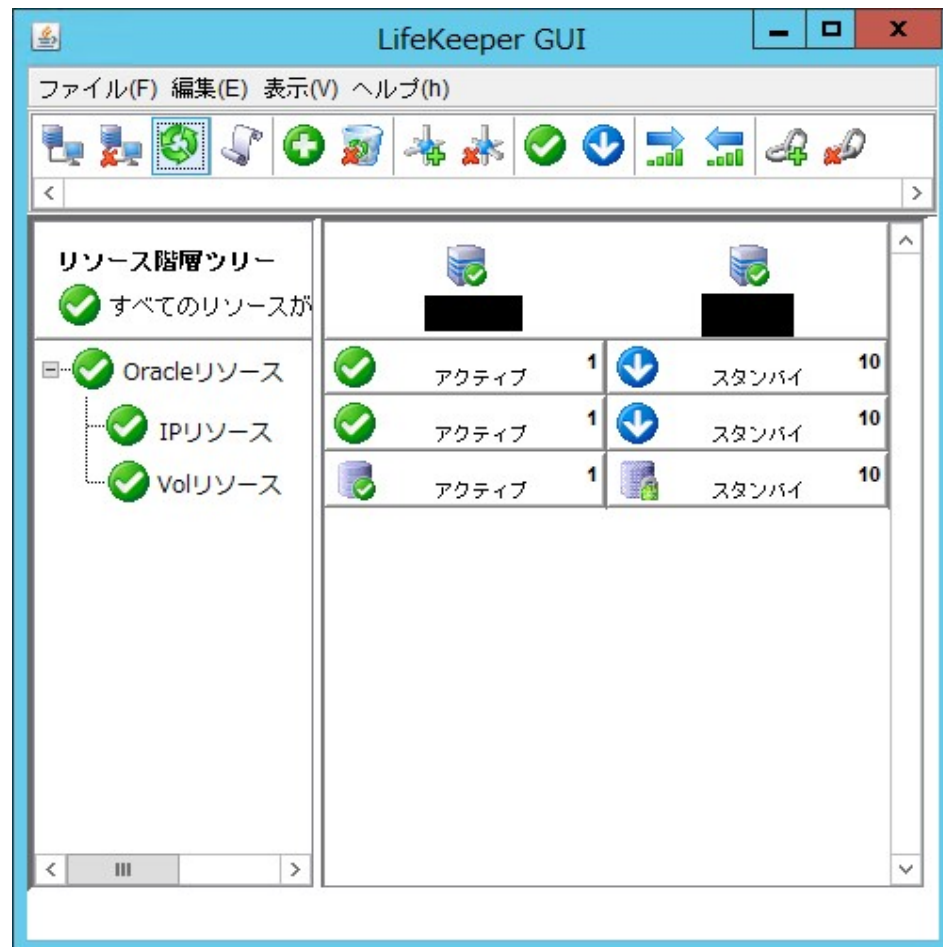 LifeKeeper GUI
ファイル(F) 編集(E) 表示(V) ヘルプ(h)
リソース階層ツリー
すべてのリソースが
Oracleリソース
アクティブ 1
スタンバイ 10
IPリソース
アクティブ 1
スタンバイ 10
Volリソース
アクティブ 1
スタンバイ 10